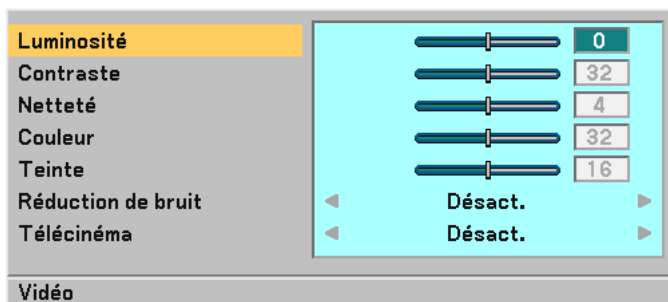 Luminosité 0
Contraste 32
Netteté 4
Couleur 32
Teinte 16
Réduction de bruit Désact.
Télécinéma Désact.
Vidéo